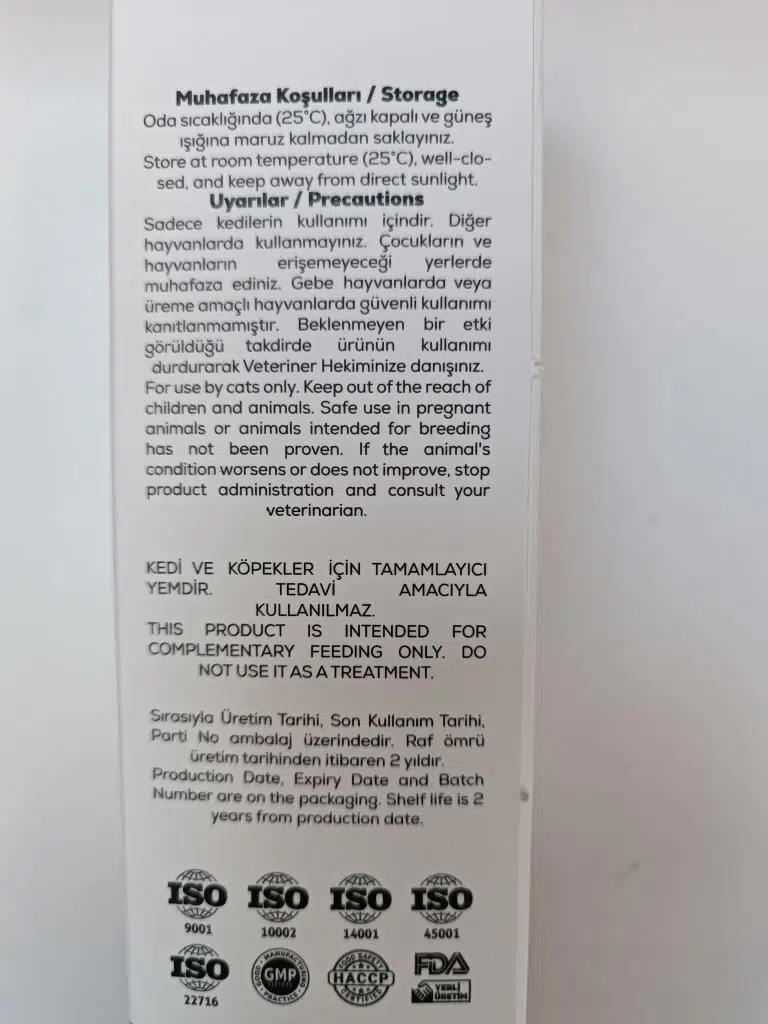 Muhafaza Koşulları / Storage
Oda sıcaklığında (25°C), ağzı kapalı ve güneş
ışığına maruz kalmadan saklayınız.
Store at room temperature (25°C), well-clo-
sed, and keep away from direct sunlight.
Uyarılar / Precautions
Sadece kedilerin kullanımı içindir. Diğer
hayvanlarda kullanmayınız. Çocukların ve
hayvanların erişemeyeceği yerlerde
muhafaza ediniz. Gebe hayvanlarda veya
üreme amaçlı hayvanlarda güvenli kullanımı
kanıtlanmamıştır. Beklenmeyen bir etki
görüldüğü takdirde ürünün kullanımı
durdurarak Veteriner Hekiminize danışınız.
For use by cats only. Keep out of the reach of
children and animals. Safe use in pregnant
animals or animals intended for breeding
has not been proven. If the animal's
condition worsens or does not improve, stop
product administration and consult your
veterinarian.
KEDİ VE KÖPEKLER İÇİN TAMAMLAYICI
YEMDİR. TEDAVİ AMACIYLA
KULLANILMAZ.
THIS PRODUCT IS INTENDED FOR
COMPLEMENTARY FEEDING ONLY. DO
NOT USE IT AS A TREATMENT.
Sırasıyla Üretim Tarihi, Son Kullanım Tarihi,
Parti No ambalaj üzerindedir. Raf ömrü
üretim tarihinden itibaren 2 yıldır.
Production Date, Expiry Date and Batch
Number are on the packaging. Shelf life is 2
years from production date.
ISO ISO ISO ISO
9001 10002 14001 45001
ISO
22716
GOOD MANUFACTURING PRACTICE
GMP
FOOD SAFETY
HACCP
CERTIFIED
FDA
YERLİ
ÜRETİM